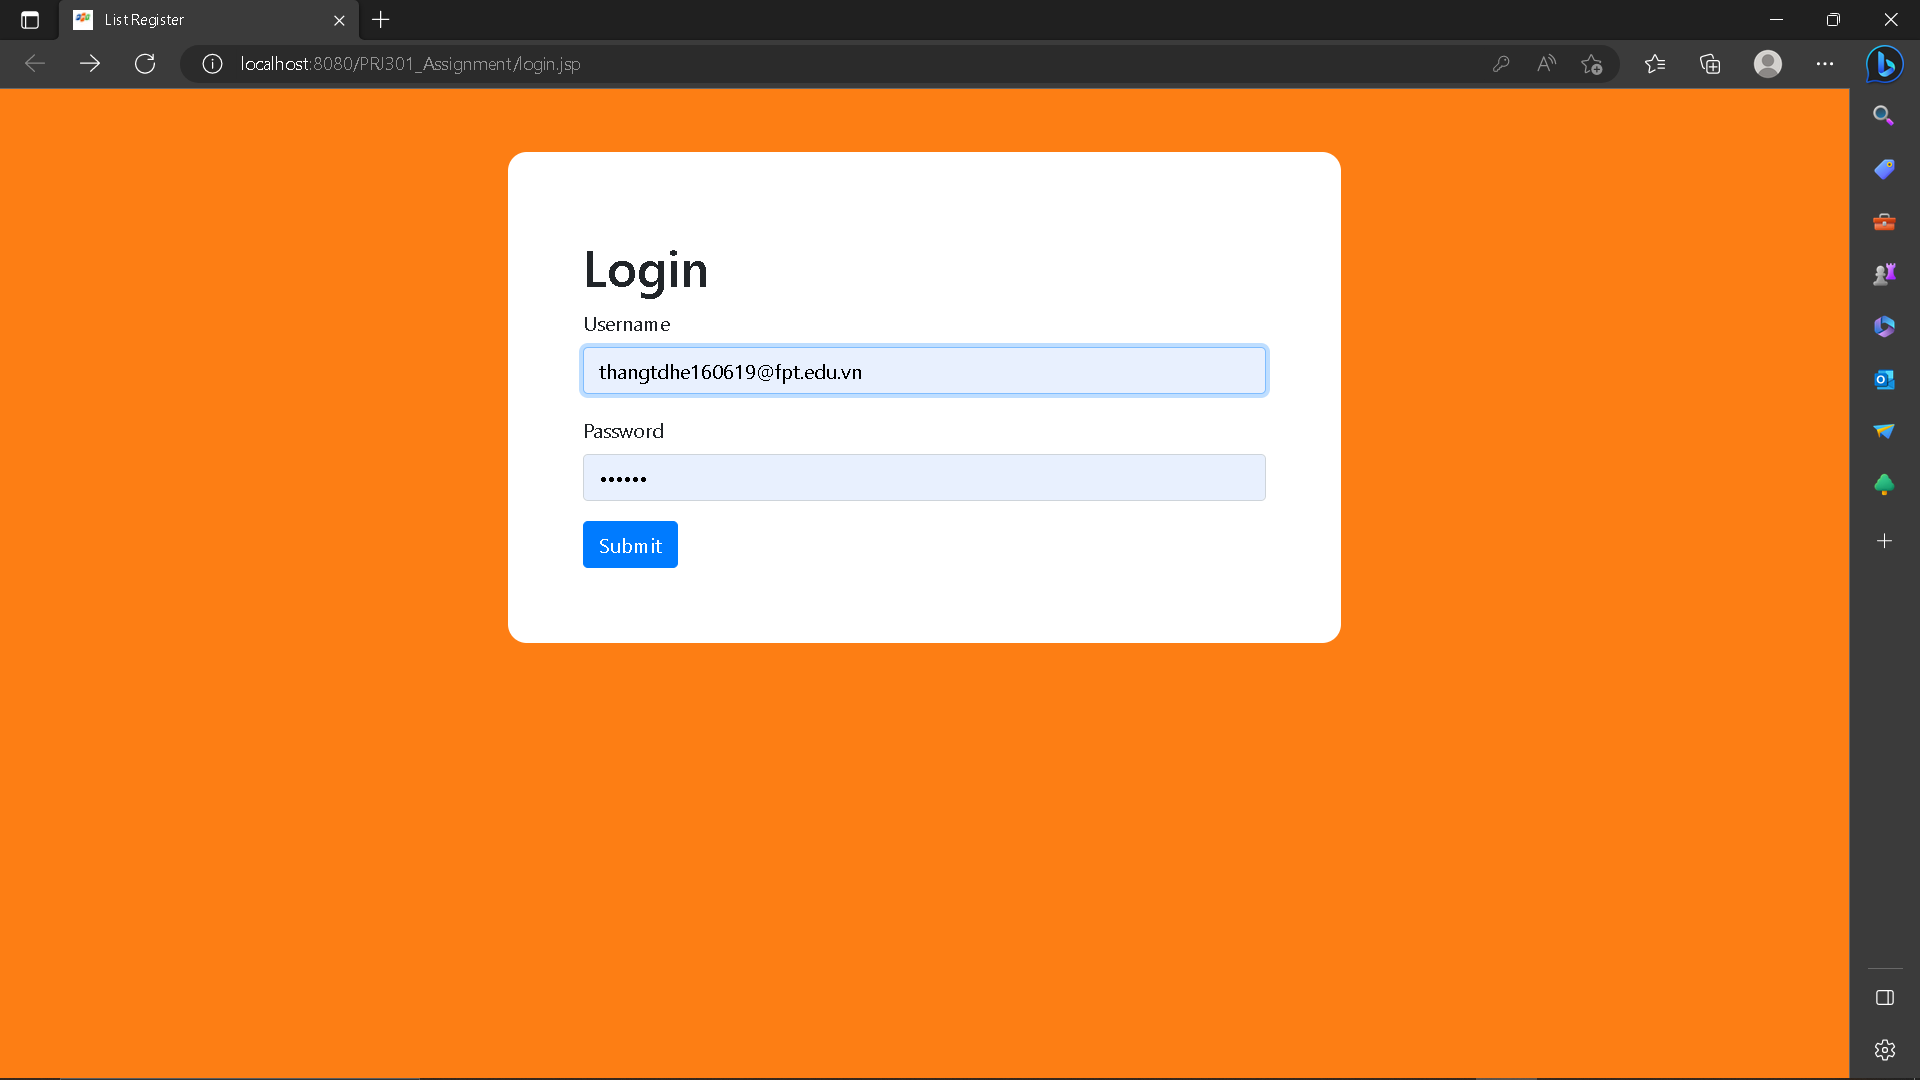 List Register
localhost:8080/PRJ301_Assignment/login.jsp
Login
Username
thangtdhe160619@fpt.edu.vn
Password
••••••
Submit